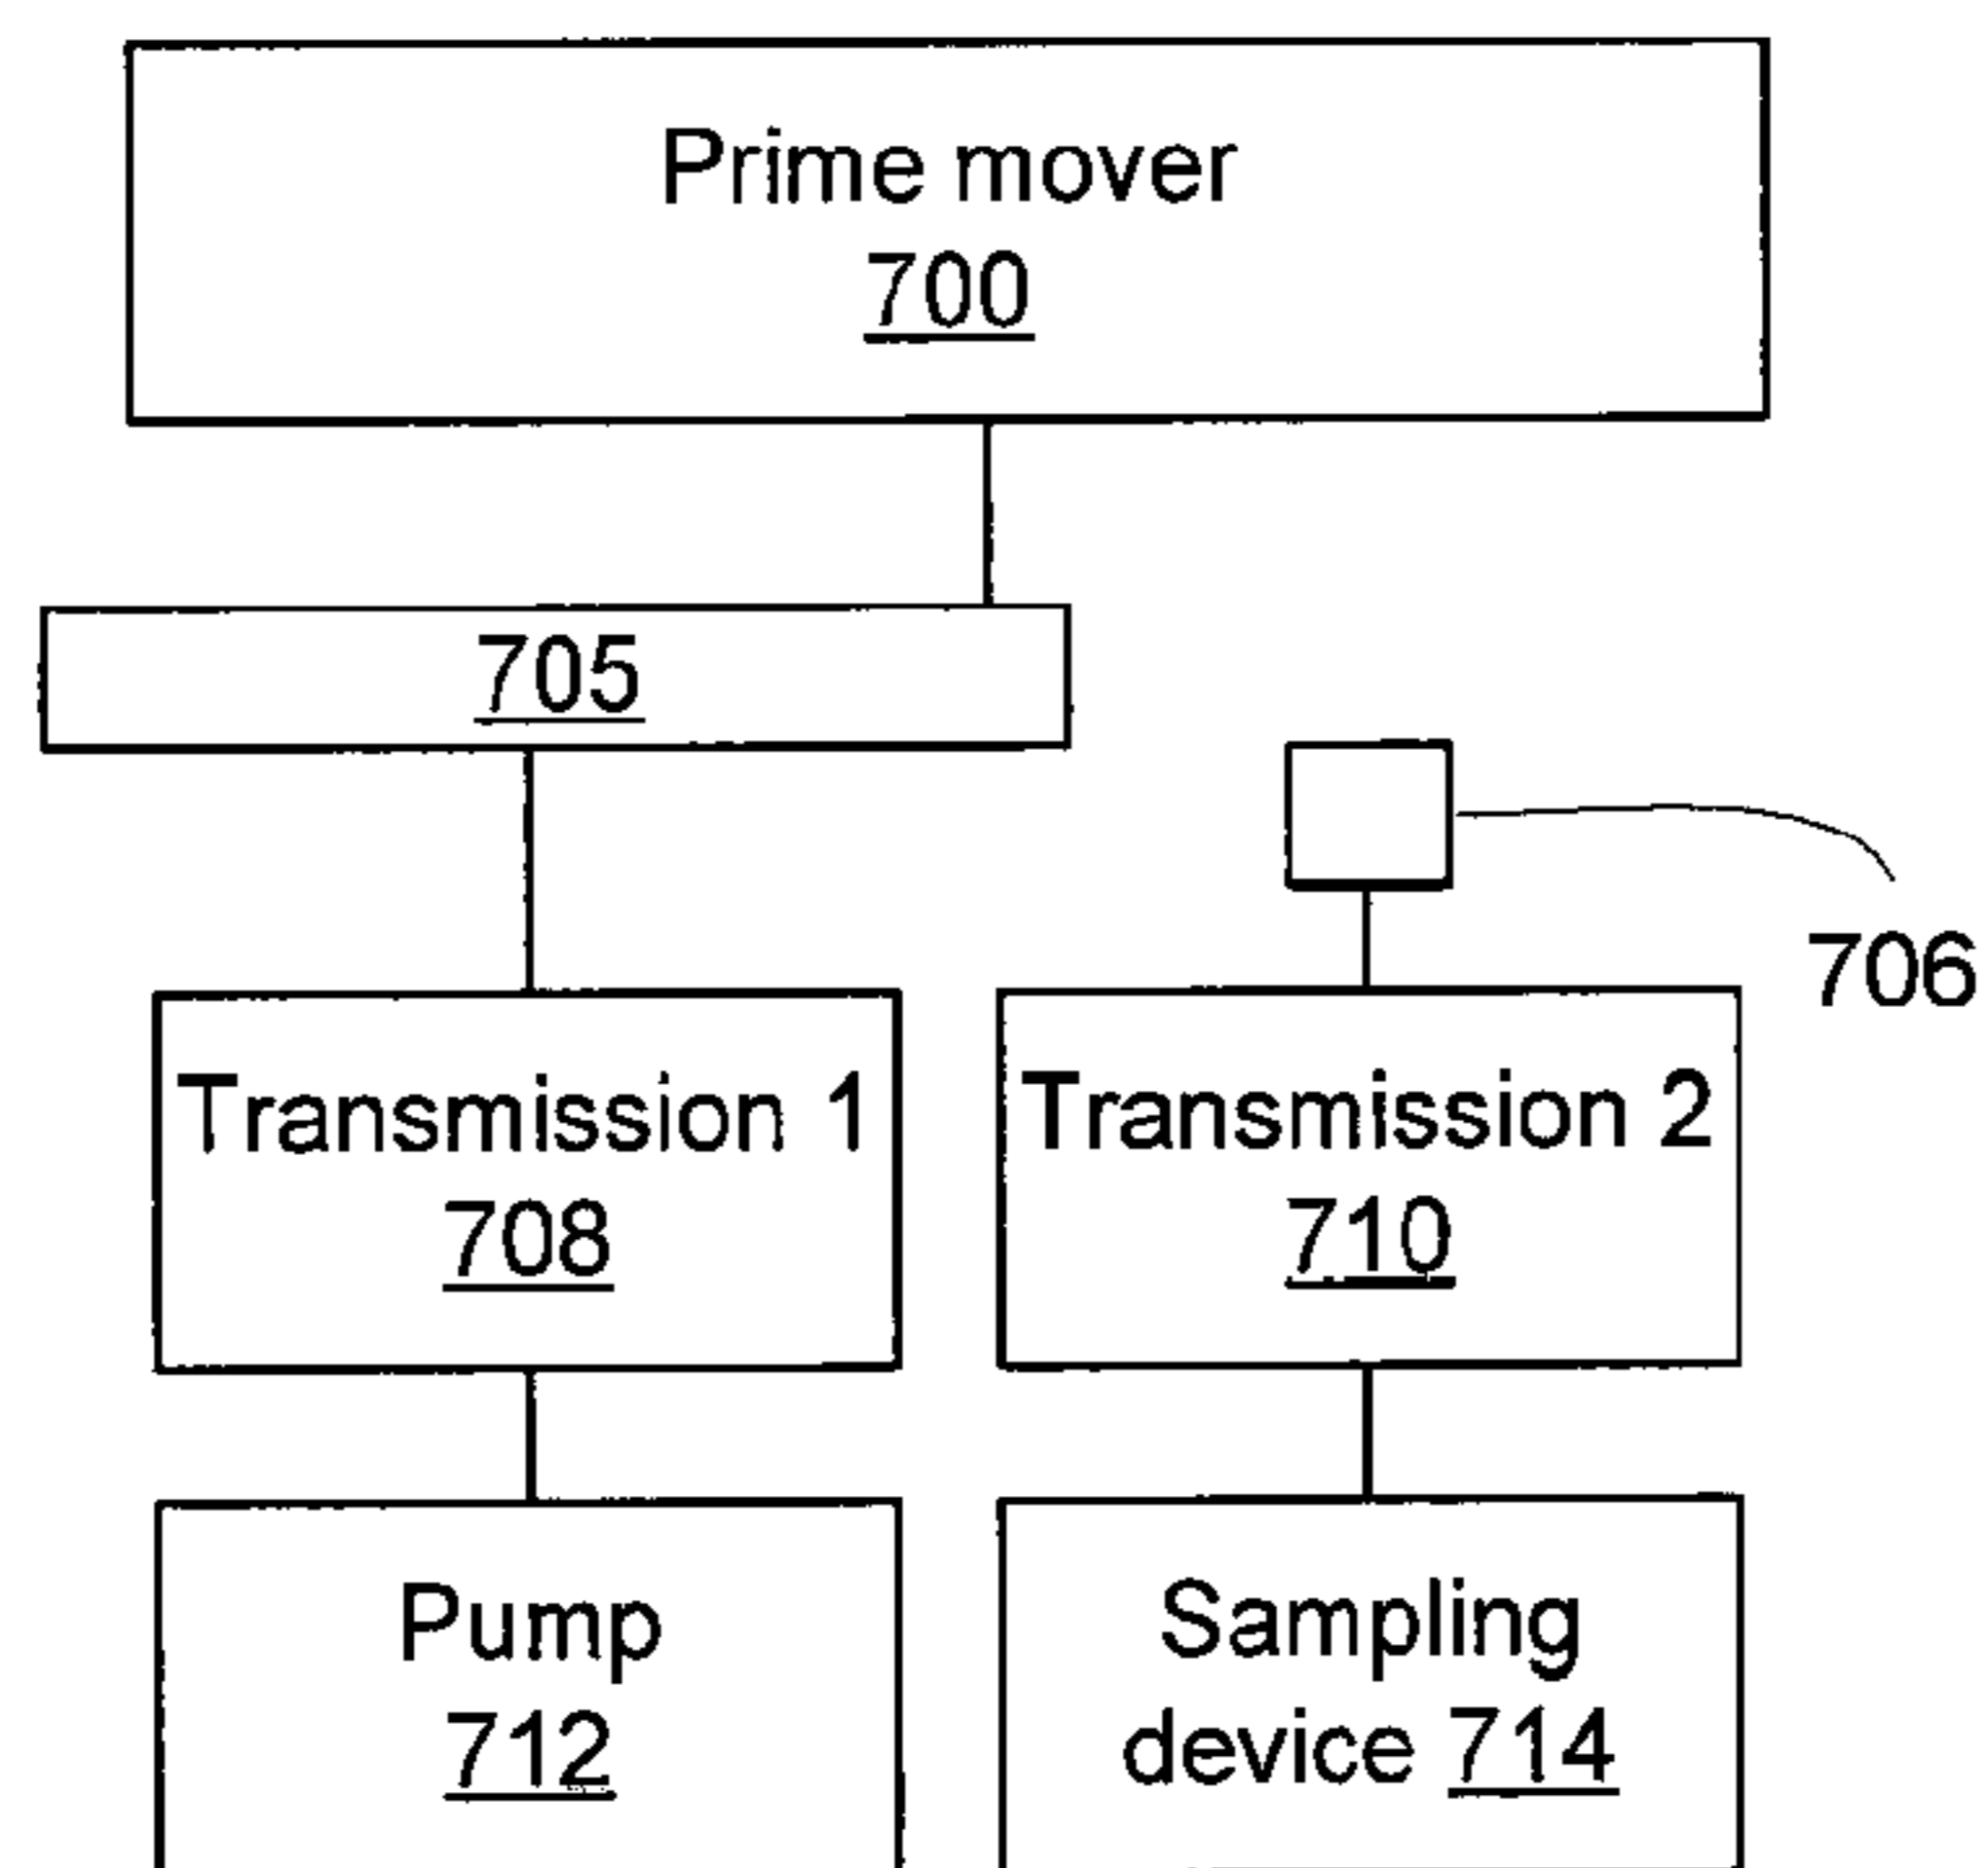 Prime mover
700
705
706
Transmission 1
708
Transmission 2
710
Pump
712
Sampling
device 714